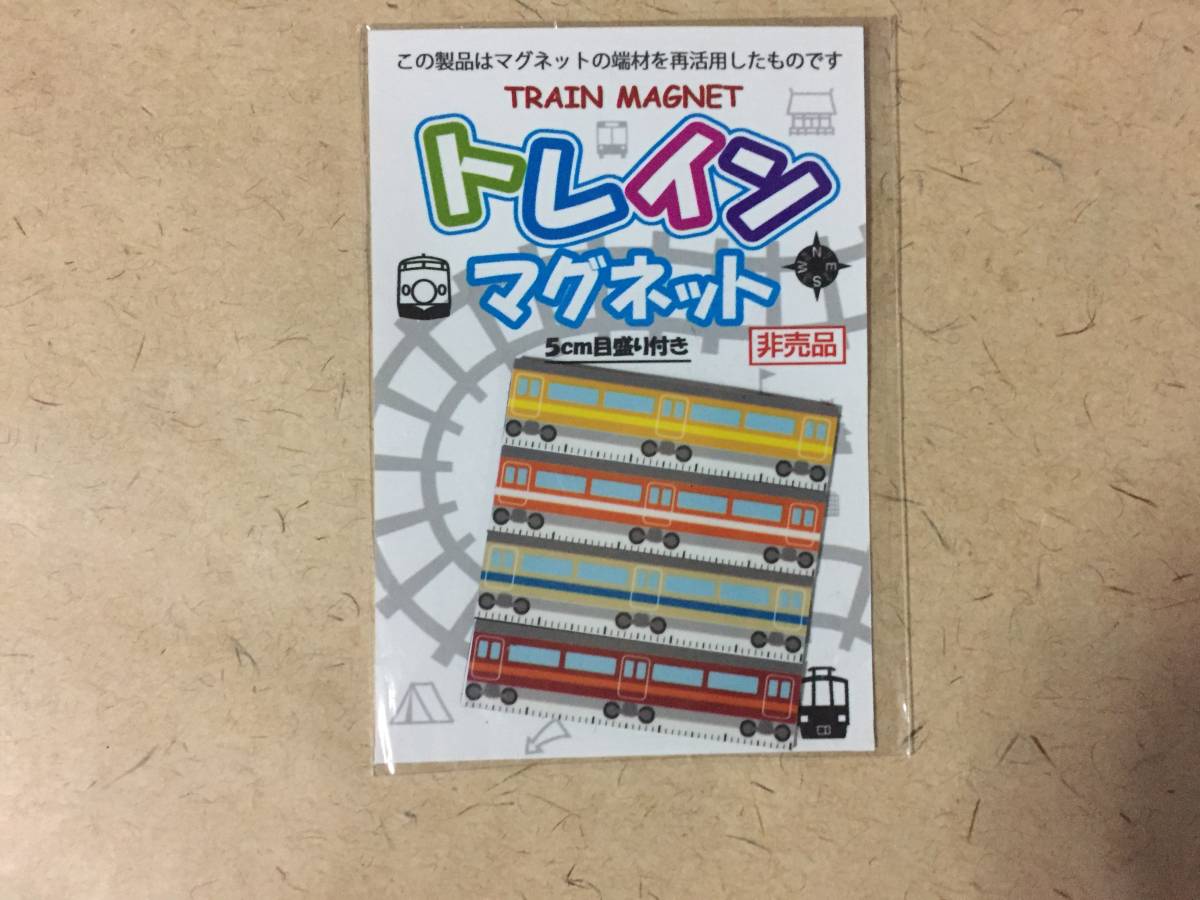 この製品はマグネットの端材を再活用したものです
TRAIN MAGNET
トレイン
N
E
S
W
マグネット
5cm目盛り付き
非売品